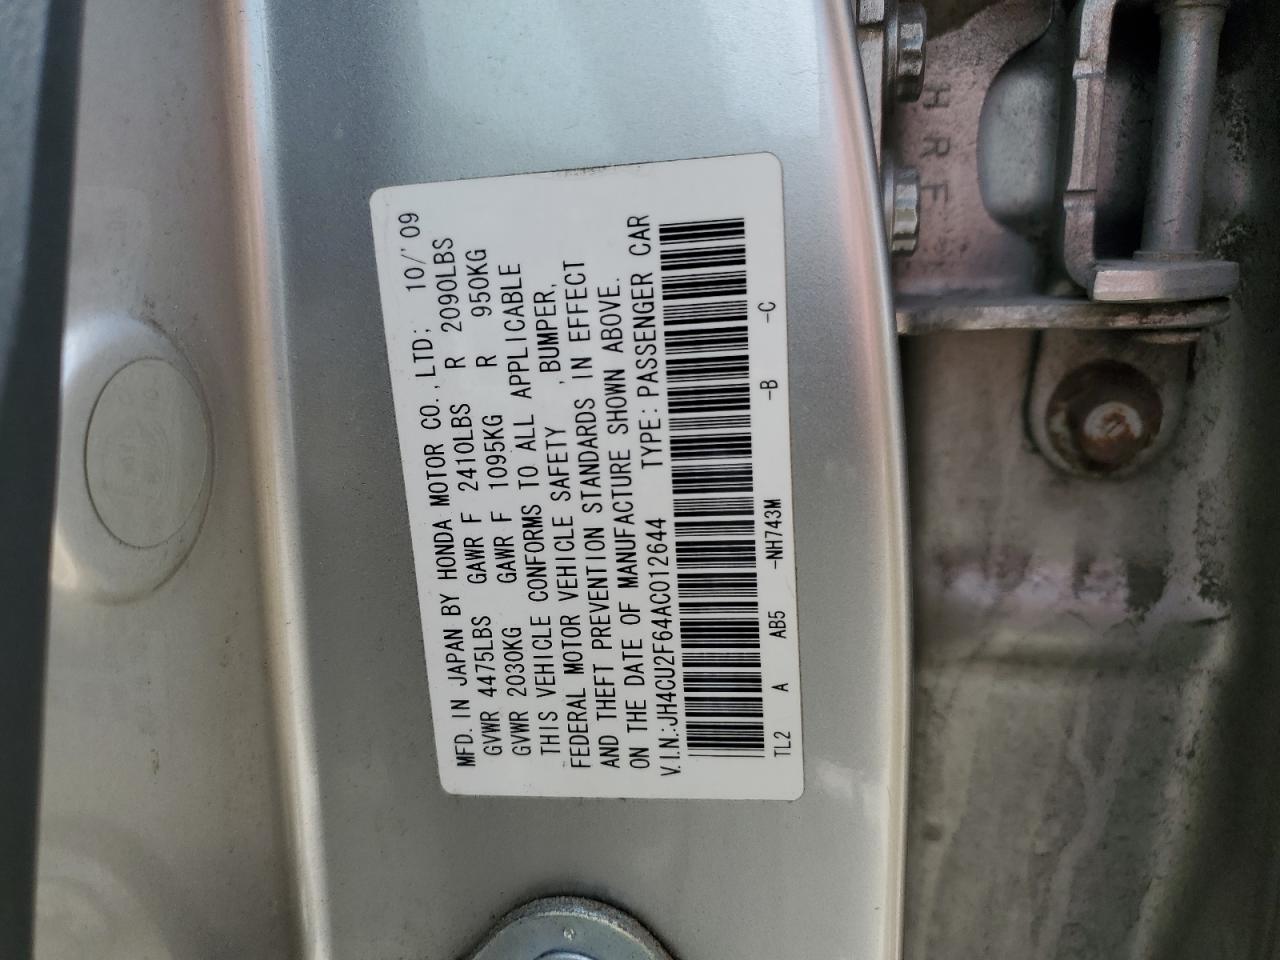 MFD. IN JAPAN BY HONDA MOTOR CO., LTD; 10/'09
GVWR 4475LBS GAWR F 2410LBS R 2090LBS
GVWR 2030KG GAWR F 1095KG R 950KG
THIS VEHICLE CONFORMS TO ALL APPLICABLE
FEDERAL MOTOR VEHICLE SAFETY ,BUMPER,
AND THEFT PREVENTION STANDARDS IN EFFECT
ON THE DATE OF MANUFACTURE SHOWN ABOVE.
V.I.N.:JH4CU2F64AC012644 TYPE: PASSENGER CAR
TL2 A AB5 -NH743M -B -C
HRF